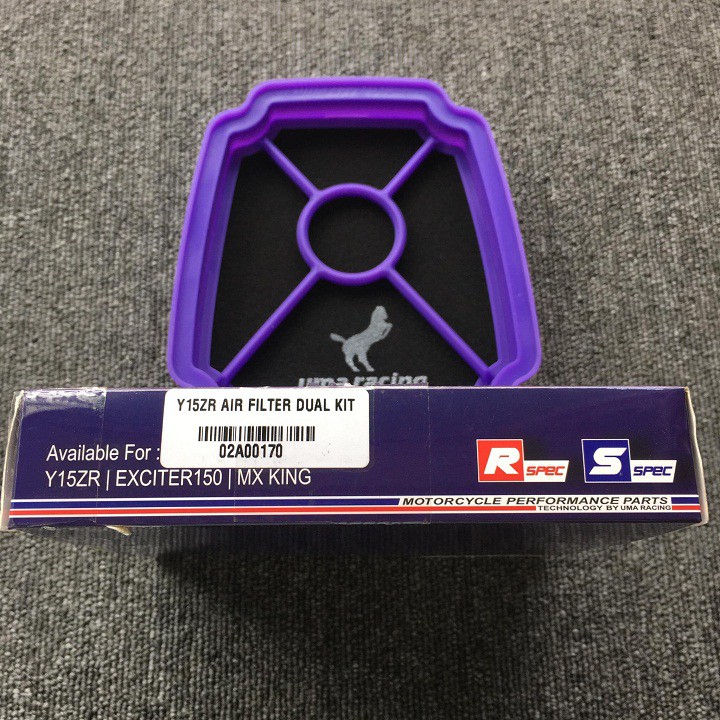 uma racing
Y15ZR AIR FILTER DUAL KIT
02A00170
Available For :
Y15ZR | EXCITER150 | MX KING
R SPEC
S SPEC
MOTORCYCLE PERFORMANCE PARTS
TECHNOLOGY BY UMA RACING